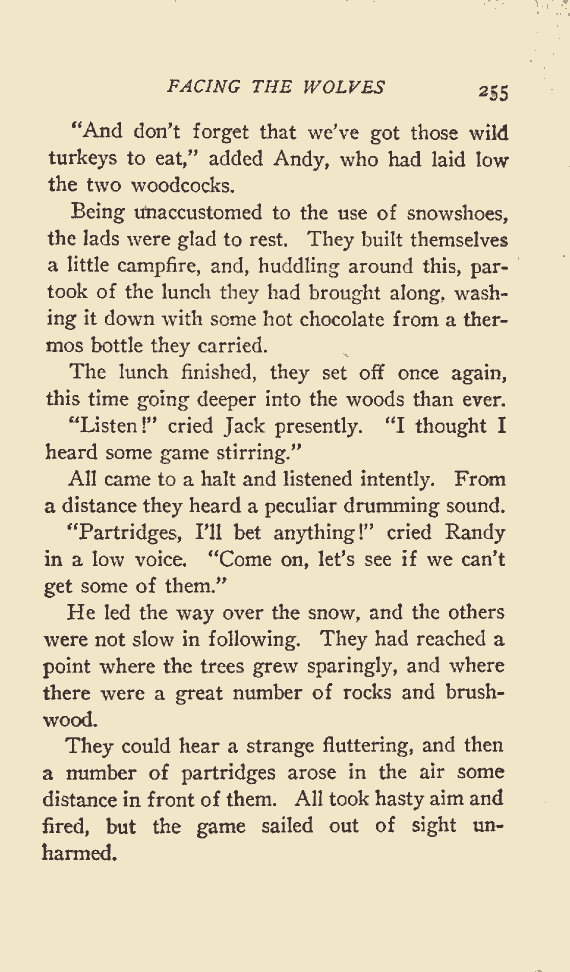 FACING THE WOLVES 255
“And don’t forget that we’ve got those wild
turkeys to eat,” added Andy, who had laid low
the two woodcocks.
Being unaccustomed to the use of snowshoes,
the lads were glad to rest. They built themselves
a little campfire, and, huddling around this, par-
took of the lunch they had brought along, wash-
ing it down with some hot chocolate from a ther-
mos bottle they carried.
The lunch finished, they set off once again,
this time going deeper into the woods than ever.
“Listen!” cried Jack presently. “I thought I
heard some game stirring.”
All came to a halt and listened intently. From
a distance they heard a peculiar drumming sound.
“Partridges, I’ll bet anything!” cried Randy
in a low voice. “Come on, let’s see if we can’t
get some of them.”
He led the way over the snow, and the others
were not slow in following. They had reached a
point where the trees grew sparingly, and where
there were a great number of rocks and brush-
wood.
They could hear a strange fluttering, and then
a number of partridges arose in the air some
distance in front of them. All took hasty aim and
fired, but the game sailed out of sight un-
harmed.